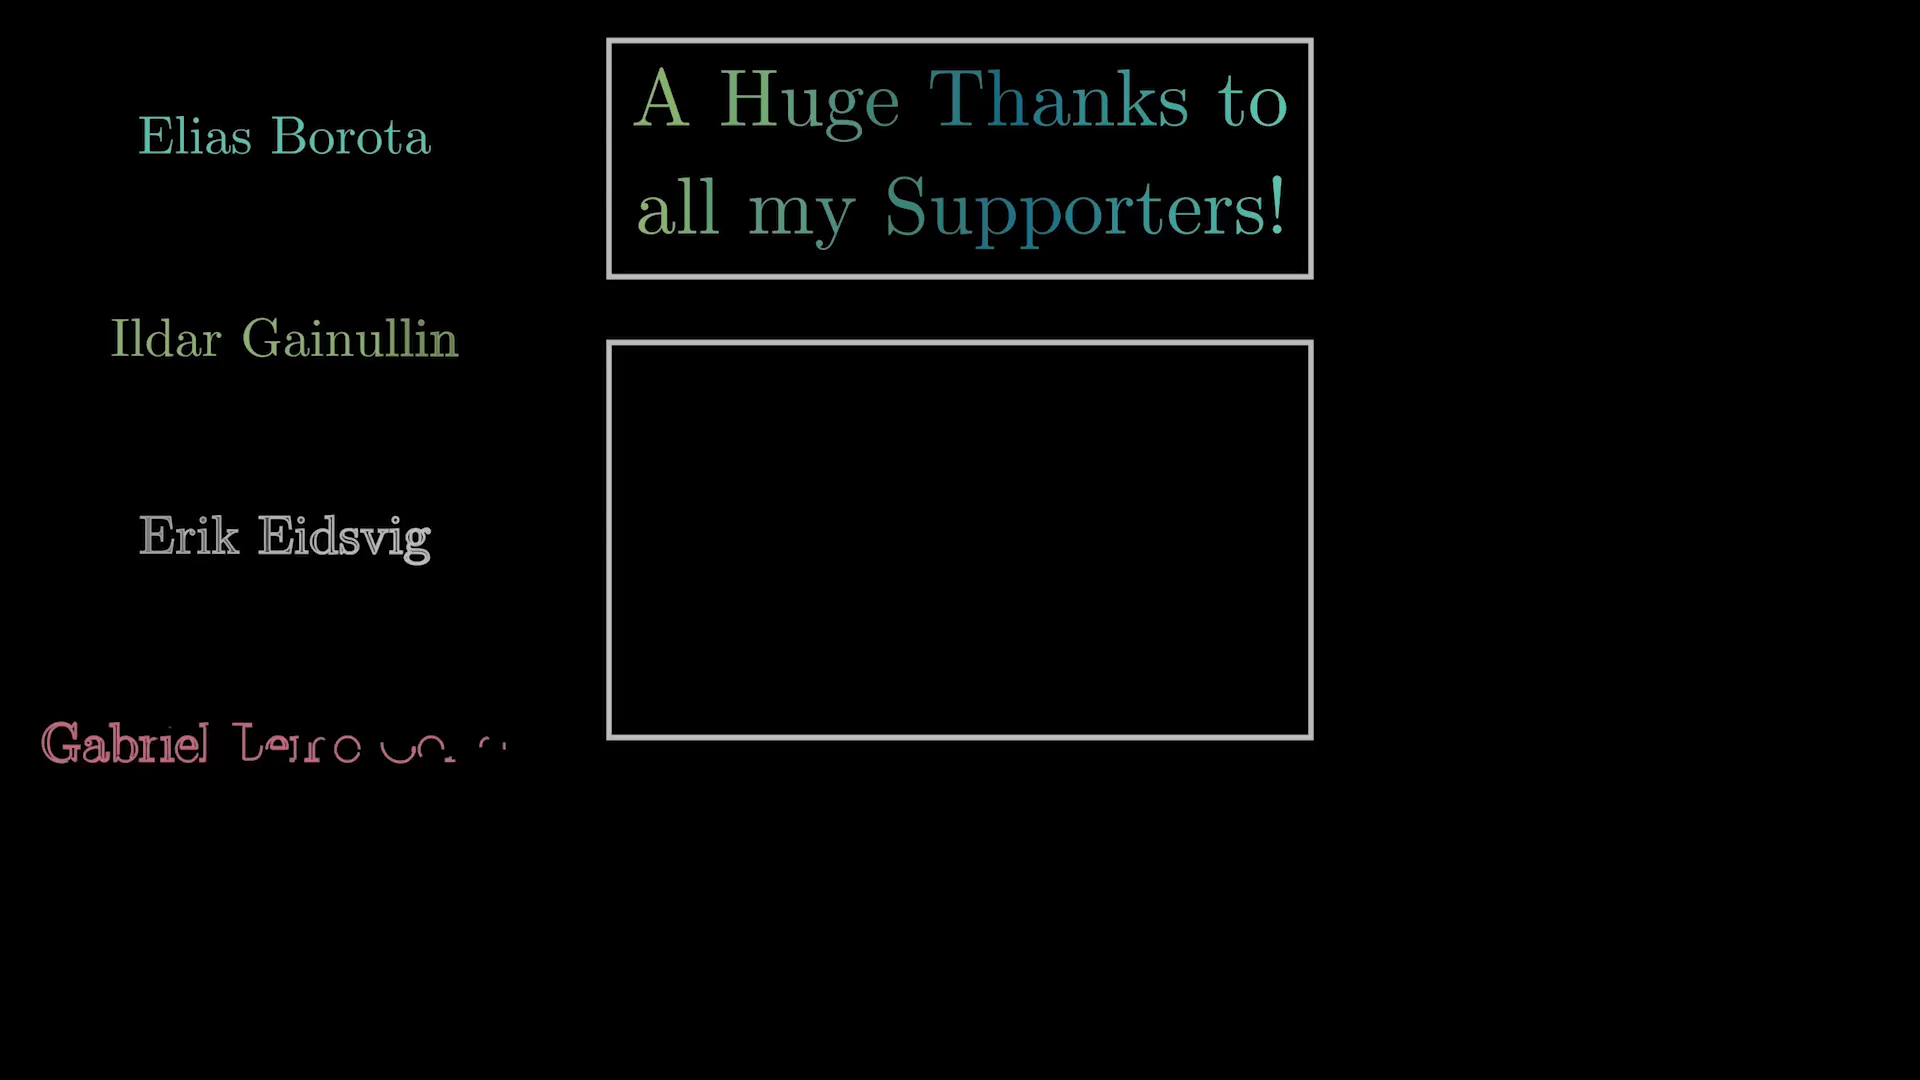 A Huge Thanks to
all my Supporters!
Elias Borota
Ildar Gainullin
Erik Eidsvig
Gabriel